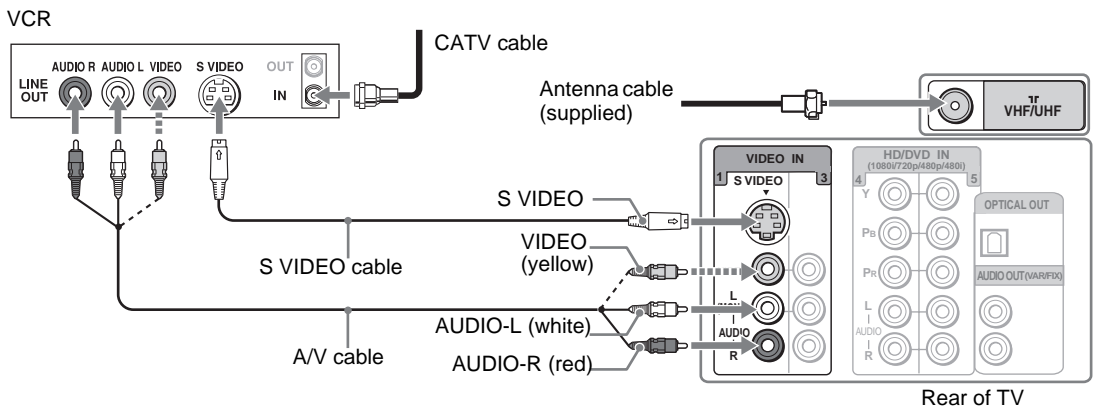 VCR
CATV cable
AUDIO R AUDIO L VIDEO S VIDEO OUT
LINE OUT
IN
Antenna cable
(supplied)
VHF/UHF
VIDEO IN
1 3
S VIDEO
HD/DVD IN
(1080i/720p/480p/480i)
4 5
Y
PB
PR
L
AUDIO
R
OPTICAL OUT
AUDIO OUT(VAR/FIX)
S VIDEO
VIDEO
(yellow)
S VIDEO cable
L
AUDIO
R
AUDIO-L (white)
A/V cable
AUDIO-R (red)
Rear of TV